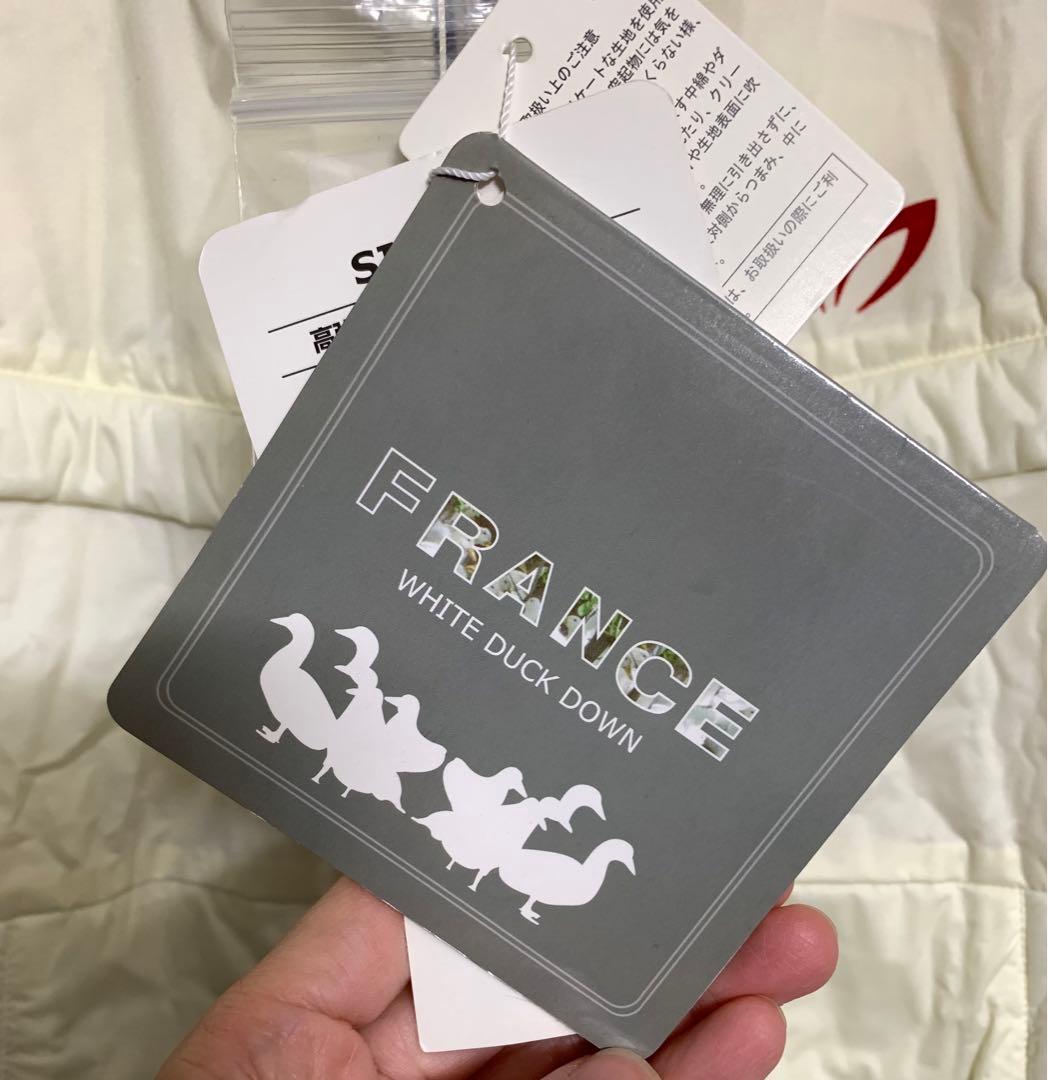 FRANCE
WHITE DUCK DOWN
取扱い上のご注意
ケートな生地を使用
突起物には気を
くらない様、
す中綿やダ
たり、クリー
や生地表面に吹
無理に引き出さずに、
対側からつまみ、中に
は、お取扱いの際にご利